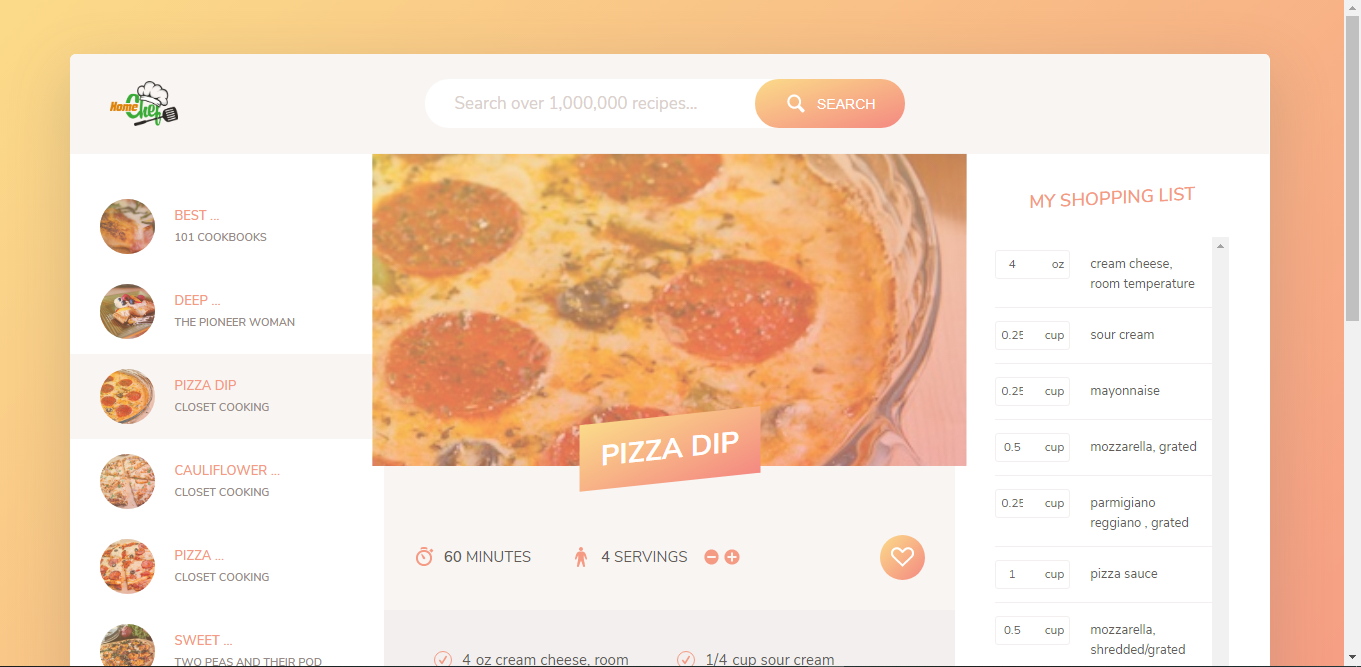 Home Chef
Search over 1,000,000 recipes...
SEARCH
BEST ...
101 COOKBOOKS
DEEP ...
THE PIONEER WOMAN
PIZZA DIP
CLOSET COOKING
CAULIFLOWER ...
CLOSET COOKING
PIZZA ...
CLOSET COOKING
SWEET ...
TWO PEAS AND THEIR POD
PIZZA DIP
60 MINUTES
4 SERVINGS
4 oz cream cheese, room
1/4 cup sour cream
MY SHOPPING LIST
4 oz cream cheese,
room temperature
0.25 cup sour cream
0.25 cup mayonnaise
0.5 cup mozzarella, grated
0.25 cup parmigiano
reggiano , grated
1 cup pizza sauce
0.5 cup mozzarella,
shredded/grated